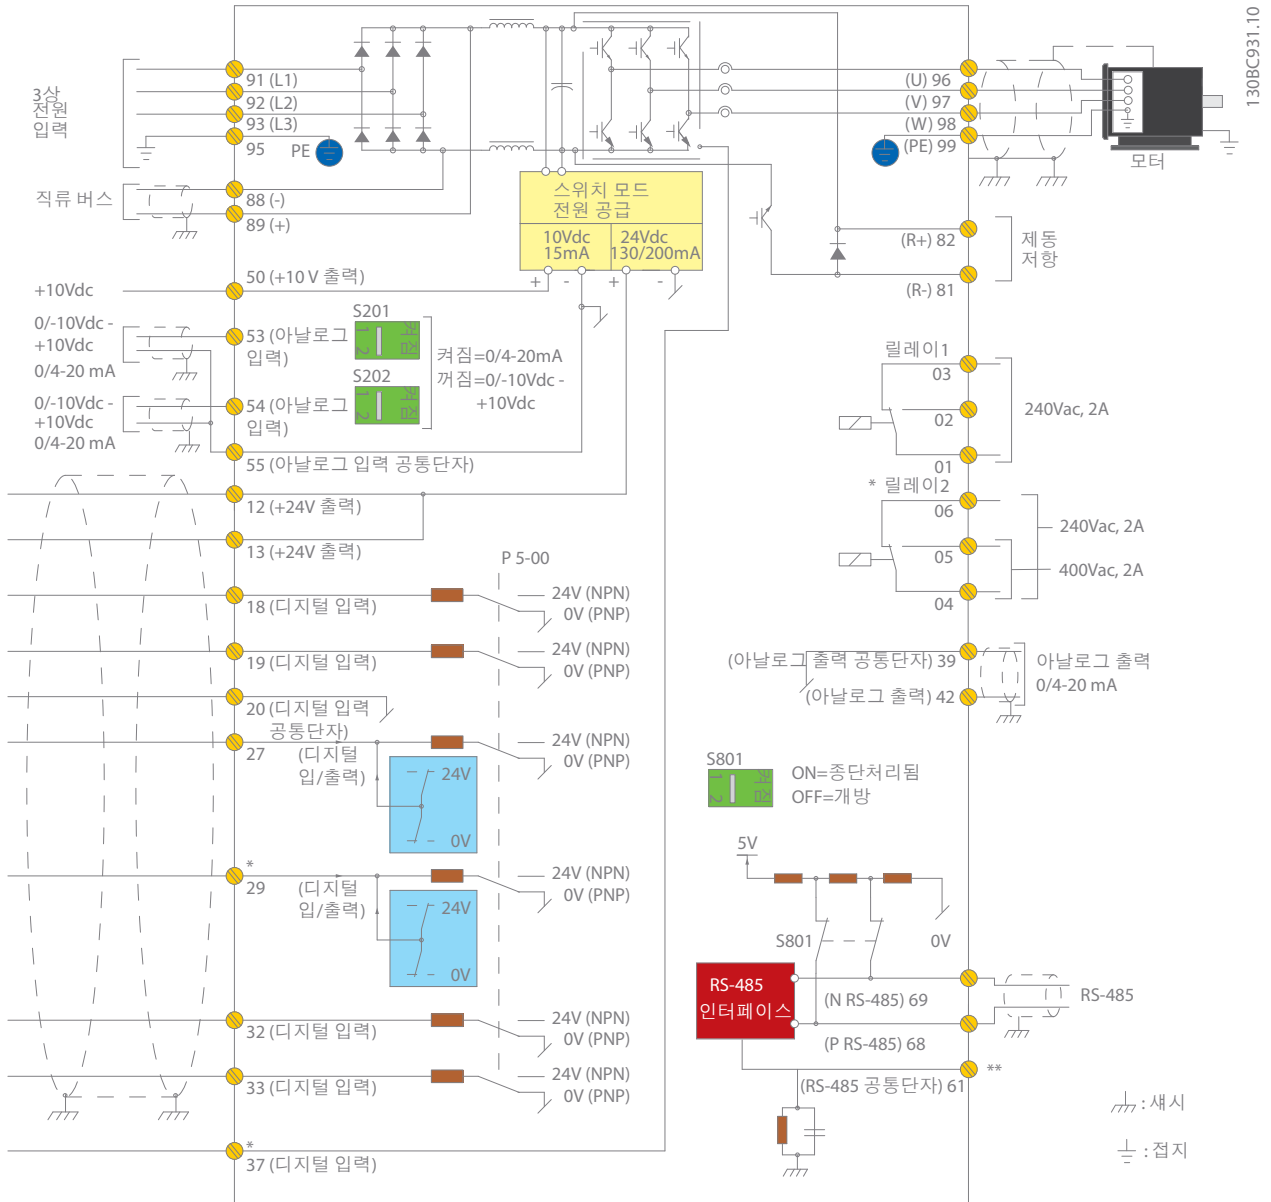 130BC931.10
3상
전원
입력
91 (L1)
92 (L2)
93 (L3)
95
PE
직류 버스
88 (-)
89 (+)
스위치 모드
전원 공급
10Vdc
15mA
24Vdc
130/200mA
+
-
+
-
(U) 96
(V) 97
(W) 98
(PE) 99
모터
(R+) 82
(R-) 81
제동
저항
+10Vdc
50 (+10 V 출력)
0/-10Vdc -
+10Vdc
0/4-20 mA
53 (아날로그
입력)
S201
1
2
켜짐
0/-10Vdc -
+10Vdc
0/4-20 mA
54 (아날로그
입력)
S202
1
2
켜짐
켜짐=0/4-20mA
꺼짐=0/-10Vdc -
+10Vdc
55 (아날로그 입력 공통단자)
12 (+24V 출력)
13 (+24V 출력)
P 5-00
18 (디지털 입력)
24V (NPN)
0V (PNP)
19 (디지털 입력)
24V (NPN)
0V (PNP)
20 (디지털 입력
공통단자)
27
(디지털
입/출력)
24V (NPN)
0V (PNP)
24V
0V
*
29
(디지털
입/출력)
24V (NPN)
0V (PNP)
24V
0V
32 (디지털 입력)
24V (NPN)
0V (PNP)
33 (디지털 입력)
24V (NPN)
0V (PNP)
*
37 (디지털 입력)
릴레이1
03
02
01
240Vac, 2A
* 릴레이2
06
05
04
240Vac, 2A
400Vac, 2A
(아날로그 출력 공통단자) 39
(아날로그 출력) 42
아날로그 출력
0/4-20 mA
S801
1
2
켜짐
ON=종단처리됨
OFF=개방
5V
S801
0V
RS-485
인터페이스
(N RS-485) 69
(P RS-485) 68
(RS-485 공통단자) 61
**
RS-485
: 섀시
: 접지